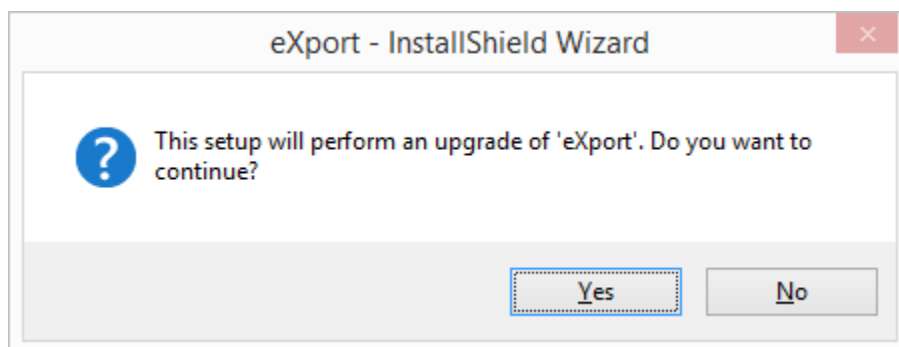 eXport - InstallShield Wizard
This setup will perform an upgrade of 'eXport'. Do you want to
continue?
Yes
No